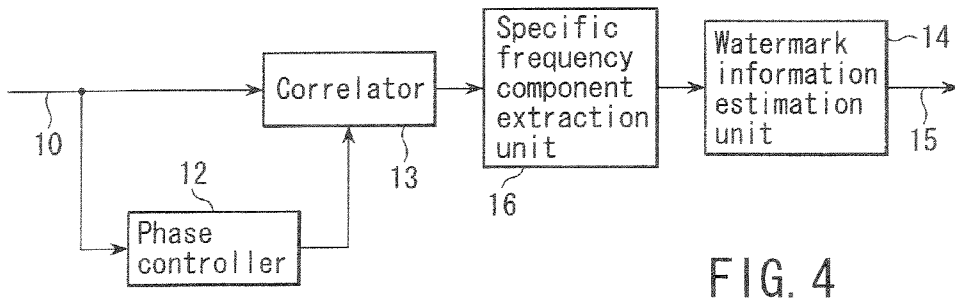 10
Correlator
13
Specific
frequency
component
extraction
unit
16
Watermark
information
estimation
unit
14
15
12
Phase
controller
FIG. 4